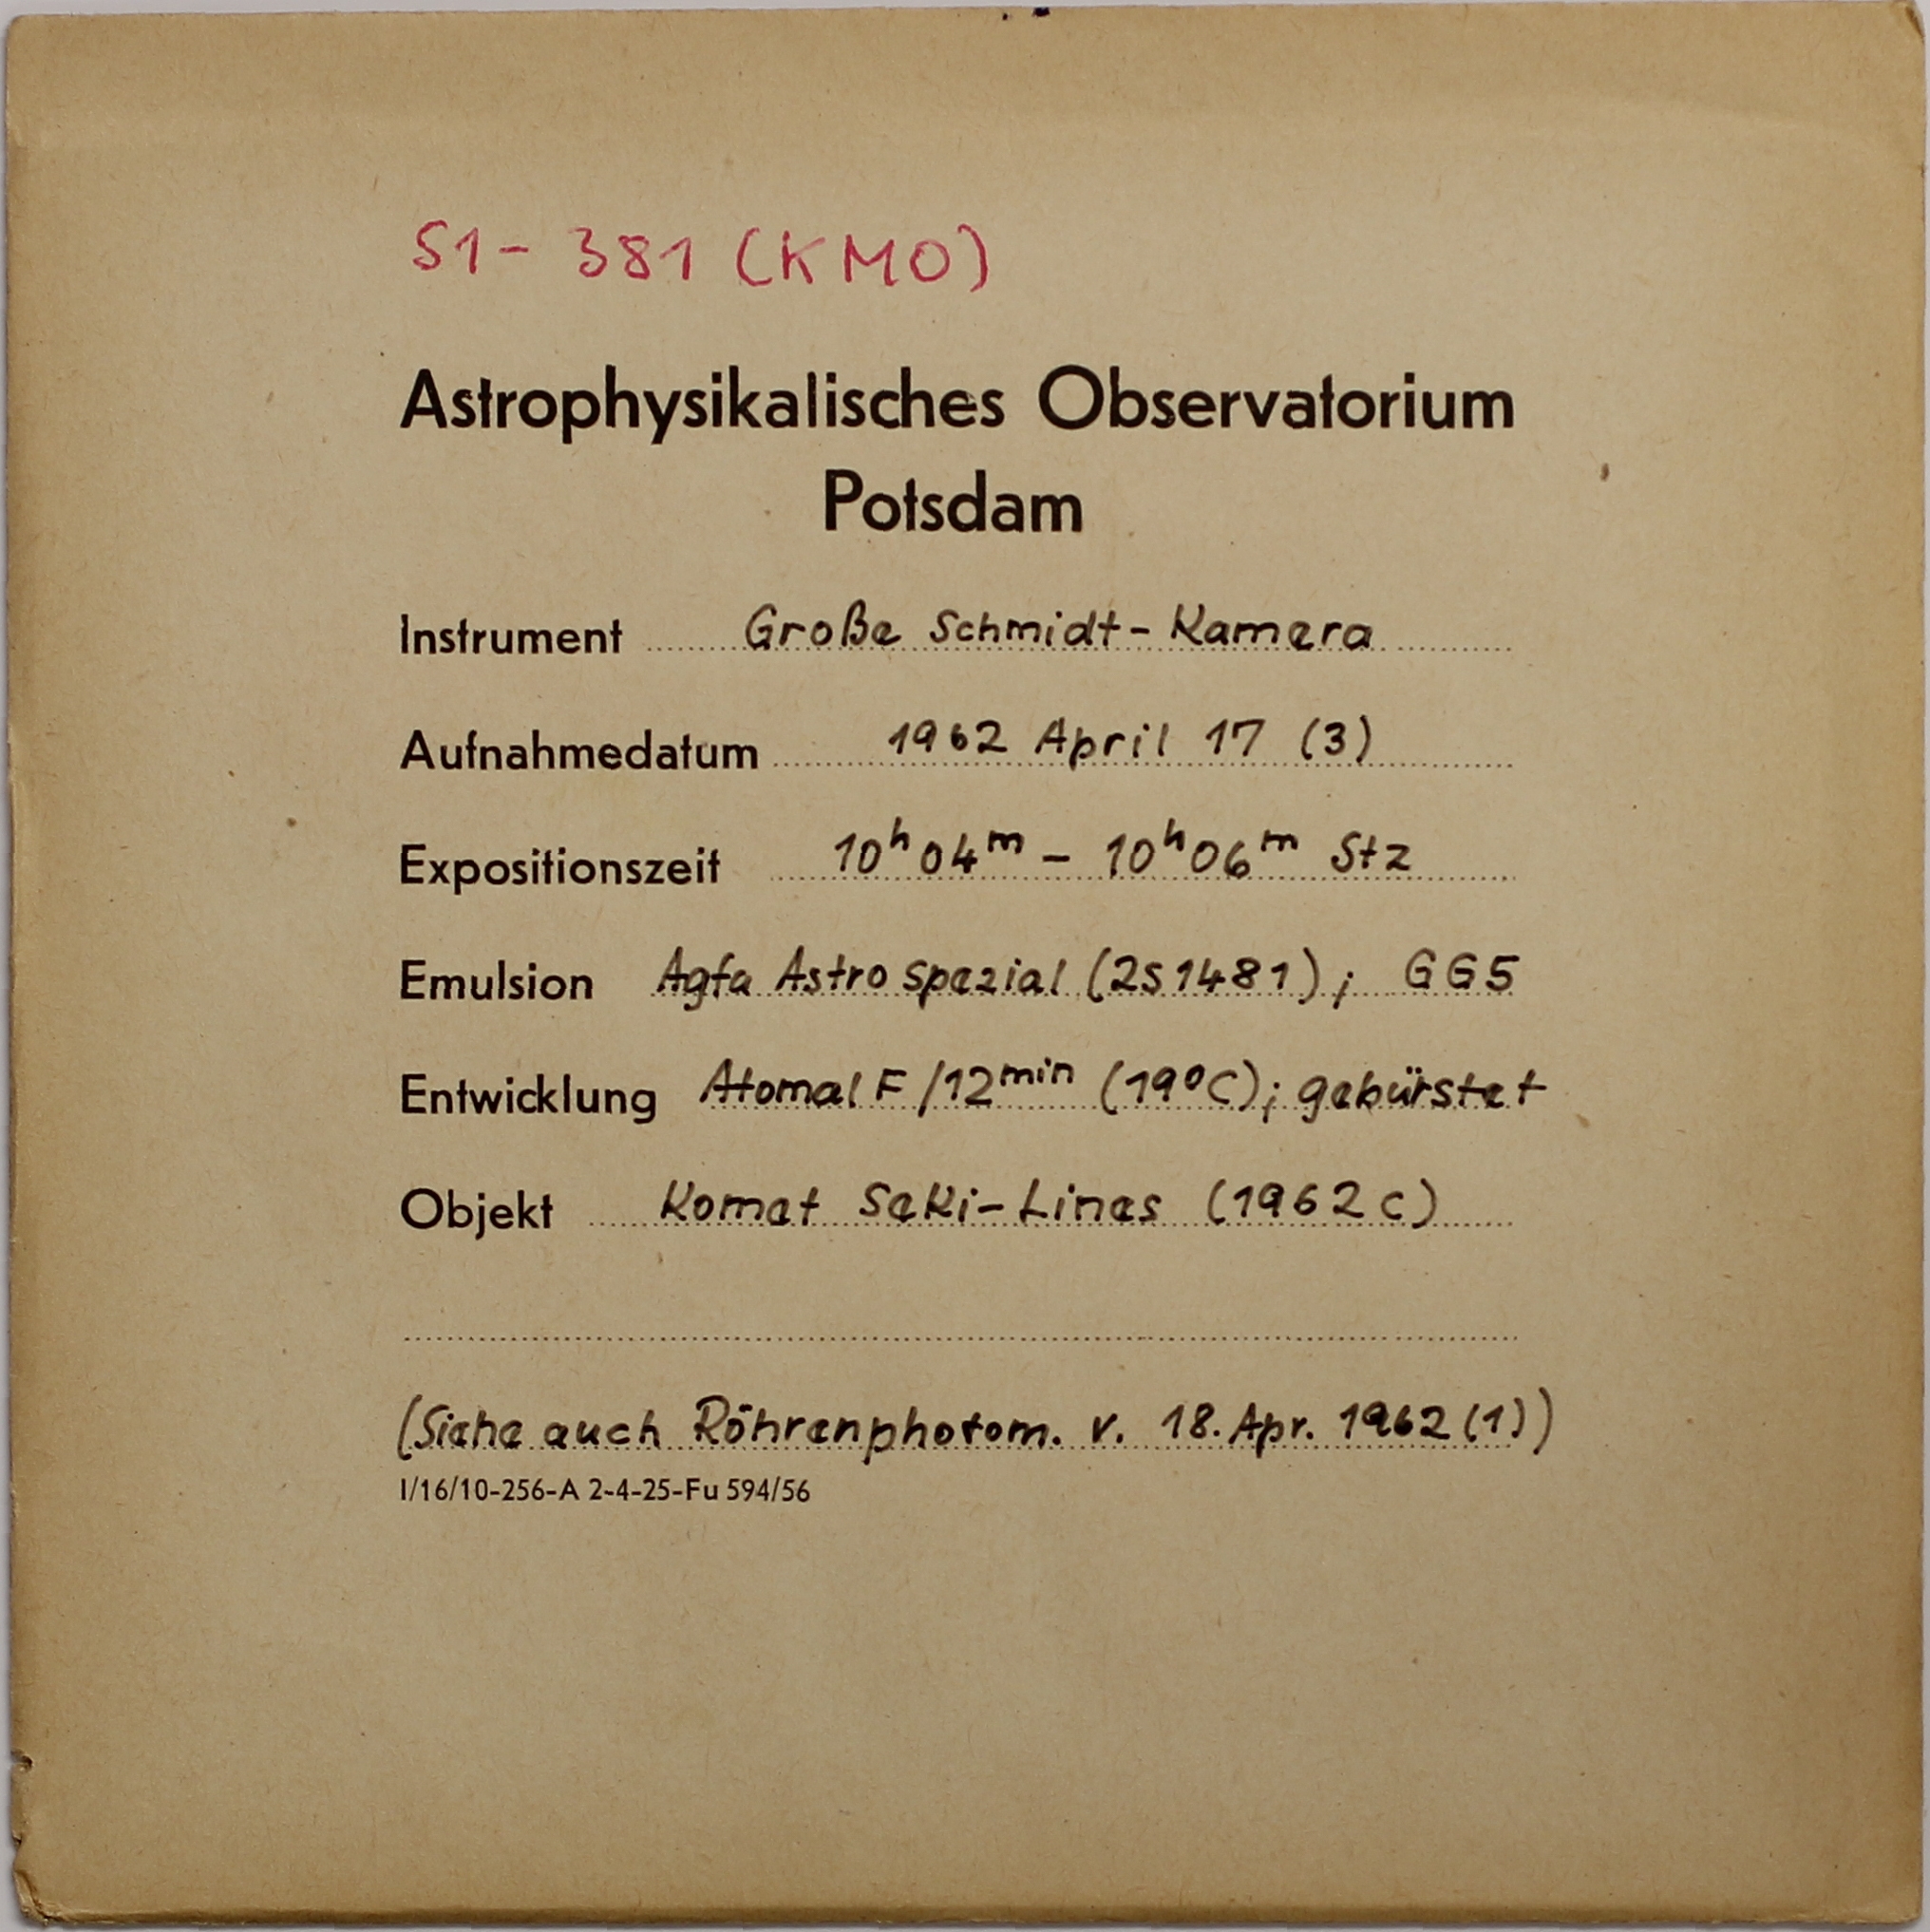 S1 - 381 (KMO)
Astrophysikalisches Observatorium
Potsdam
Instrument Große Schmidt-Kamera
Aufnahmedatum 1962 April 17 (3)
Expositionszeit 10ʰ04ᵐ – 10ʰ06ᵐ Stz
Emulsion Agfa Astro spezial (2S1481); GG5
Entwicklung Atomal F /12ᵐⁱⁿ (19°C); gebürstet
Objekt Komet Seki-Lines (1962 c)
(Siehe auch Röhrenphotom. v. 18. Apr. 1962 (1))
I/16/10-256-A 2-4-25-Fu 594/56